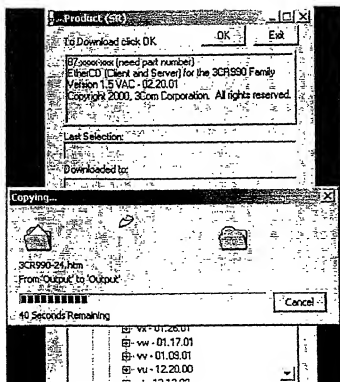 ...Product (SR)
To Download click OK
OK
Exit
87-xxxx-xxx (need part number)
EtherCD (Client and Server) for the 3CR990 Family
Version 1.5 VAC - 02.20.01
Copyright 2000, 3Com Corporation. All rights reserved.
Last Selection:
Downloaded to:
Copying...
3CR990-24.htm
From 'Output' to 'Output'
Cancel
40 Seconds Remaining
vx - 01.26.01
vw - 01.17.01
vv - 01.09.01
vu - 12.20.00